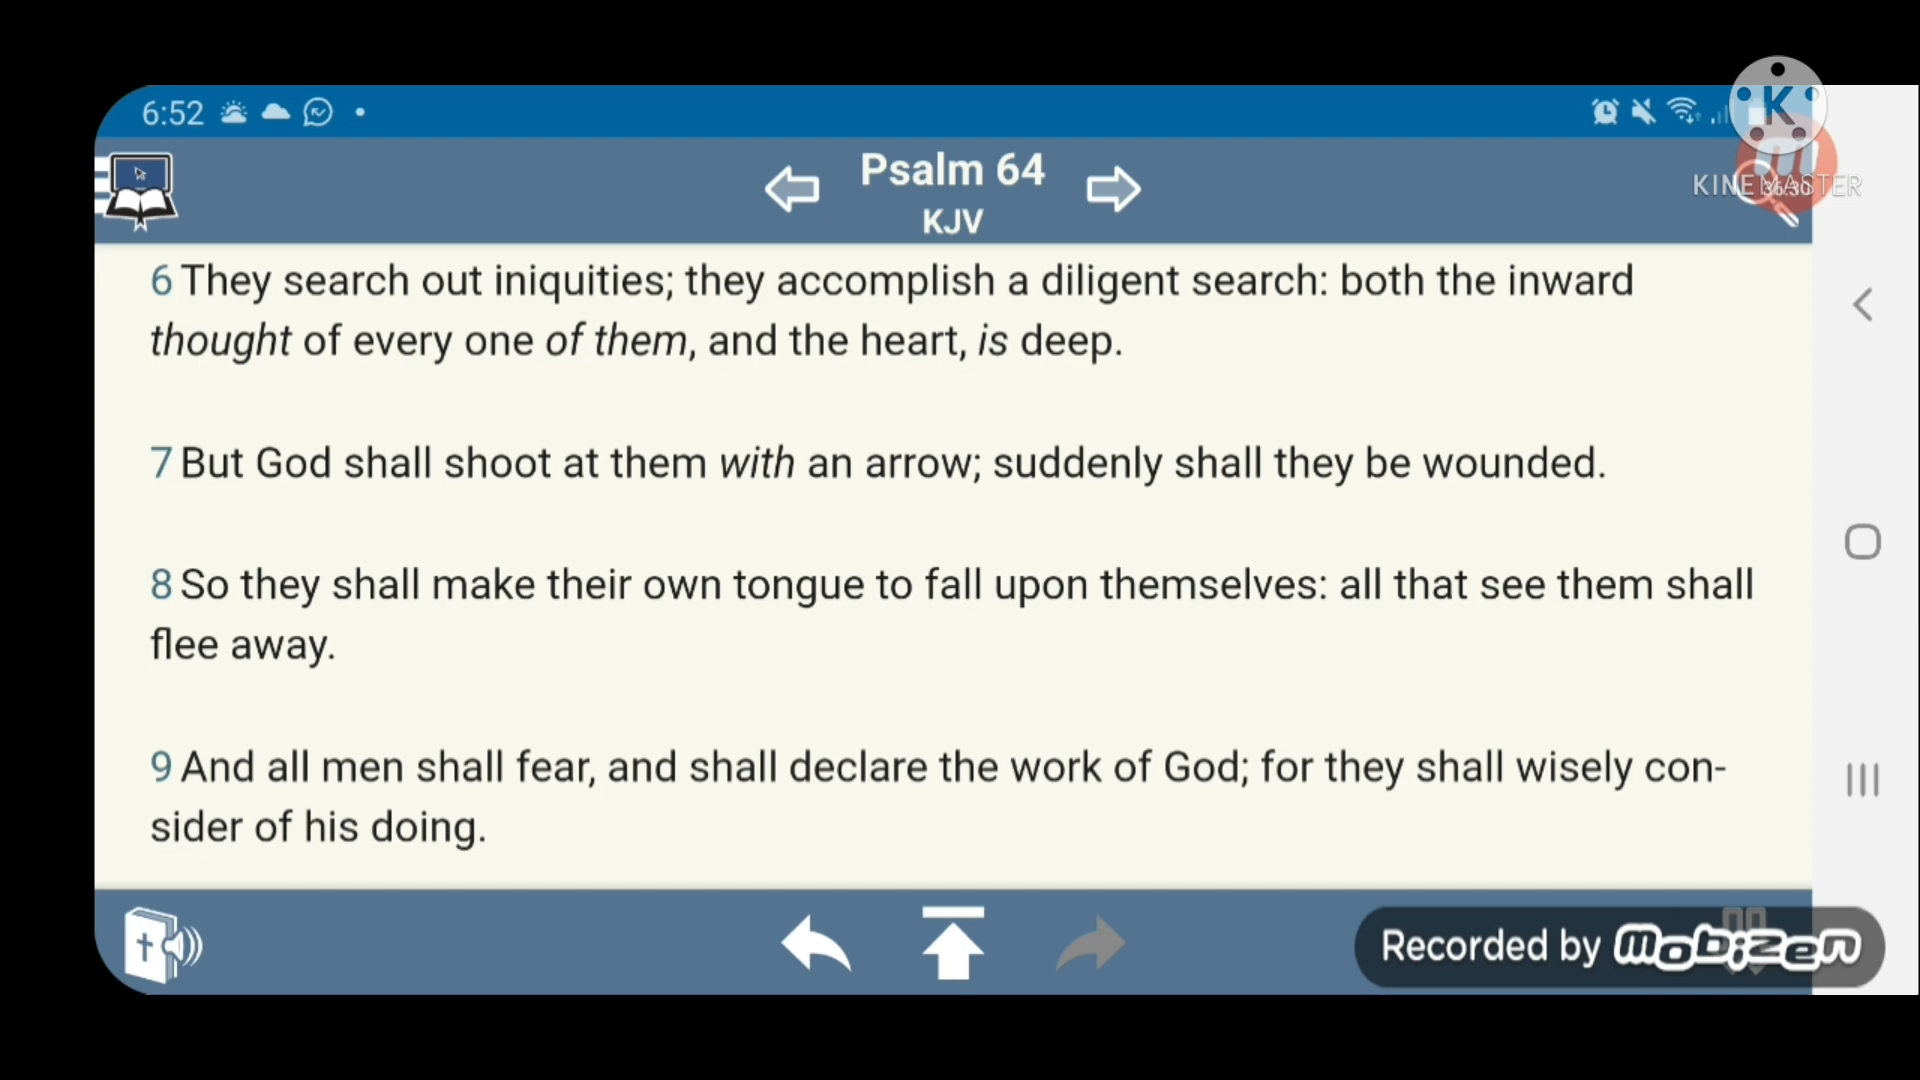 6:52
Psalm 64
KJV
KINEMASTER
6 They search out iniquities; they accomplish a diligent search: both the inward
thought of every one of them, and the heart, is deep.
7 But God shall shoot at them with an arrow; suddenly shall they be wounded.
8 So they shall make their own tongue to fall upon themselves: all that see them shall
flee away.
9 And all men shall fear, and shall declare the work of God; for they shall wisely con-
sider of his doing.
Recorded by mobizen